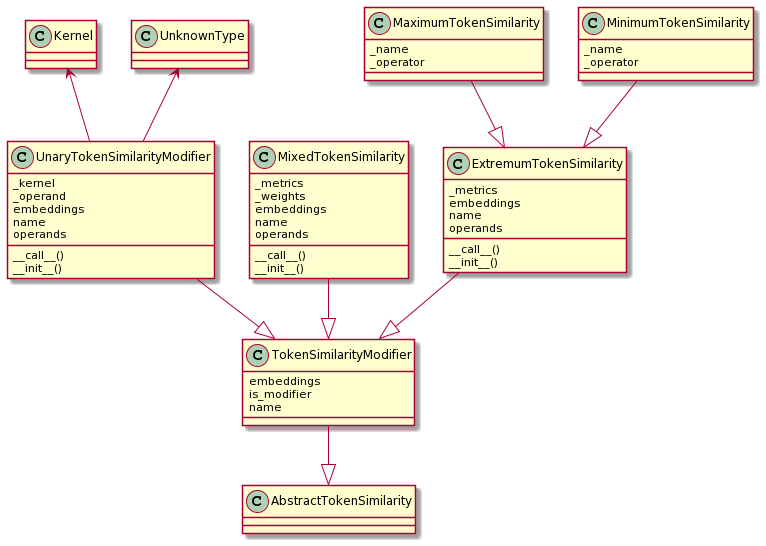 C Kernel
C UnknownType
C MaximumTokenSimilarity
_name
_operator
C MinimumTokenSimilarity
_name
_operator
C UnaryTokenSimilarityModifier
_kernel
_operand
embeddings
name
operands
__call__()
__init__()
C MixedTokenSimilarity
_metrics
_weights
embeddings
name
operands
__call__()
__init__()
C ExtremumTokenSimilarity
_metrics
embeddings
name
operands
__call__()
__init__()
C TokenSimilarityModifier
embeddings
is_modifier
name
C AbstractTokenSimilarity